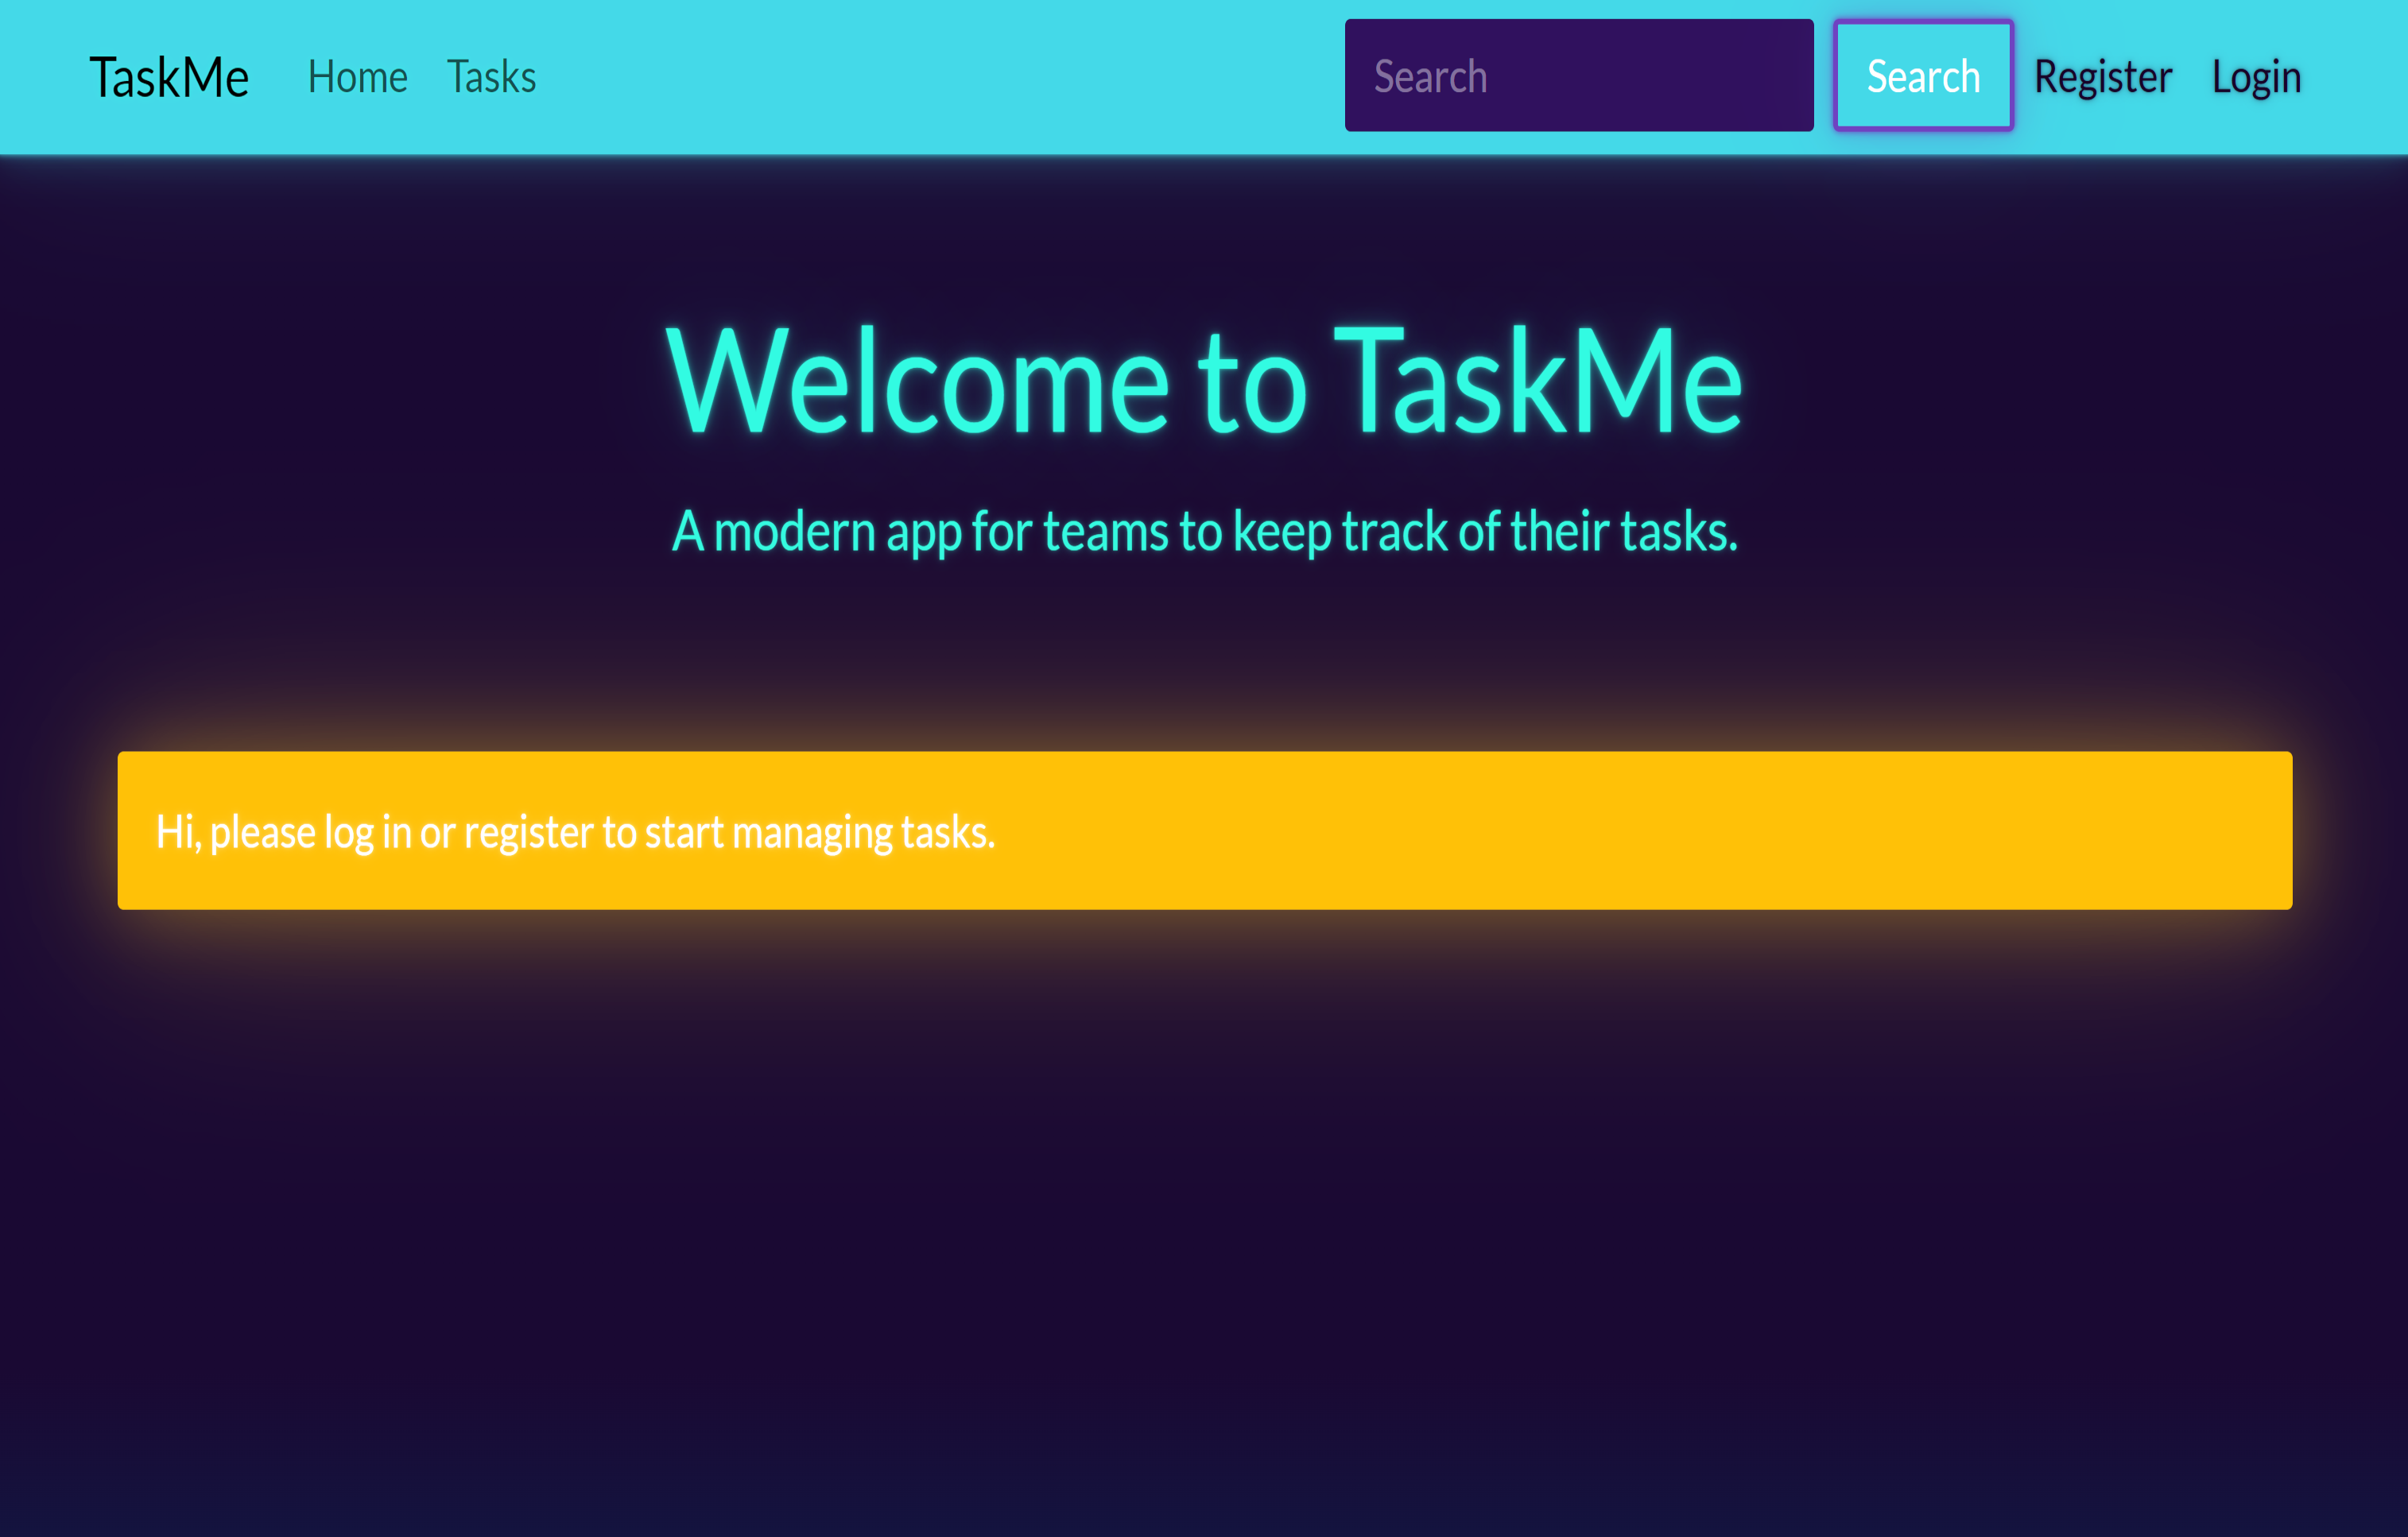 TaskMe Home Tasks Search Search Register Login
Welcome to TaskMe
A modern app for teams to keep track of their tasks.
Hi, please log in or register to start managing tasks.